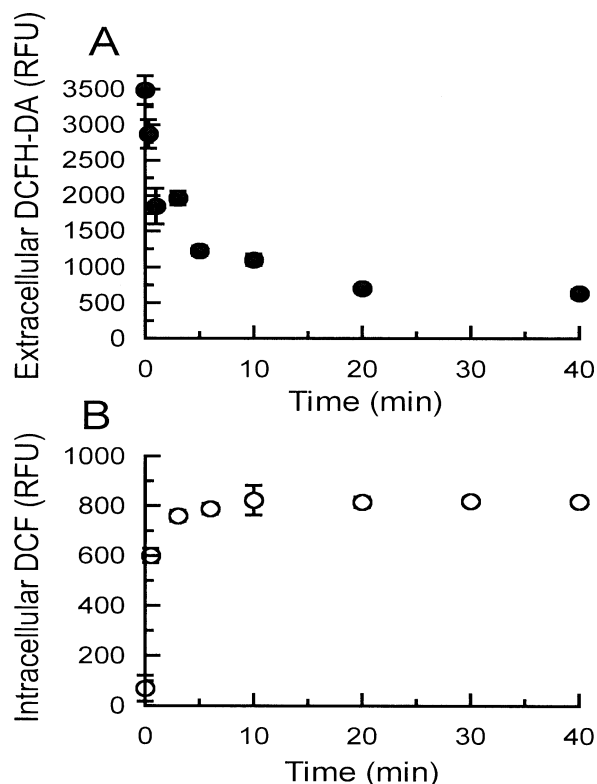 A
Extracellular DCFH-DA (RFU)
3500
3000
2500
2000
1500
1000
500
0
0 10 20 30 40
Time (min)
B
Intracellular DCF (RFU)
1000
800
600
400
200
0
0 10 20 30 40
Time (min)